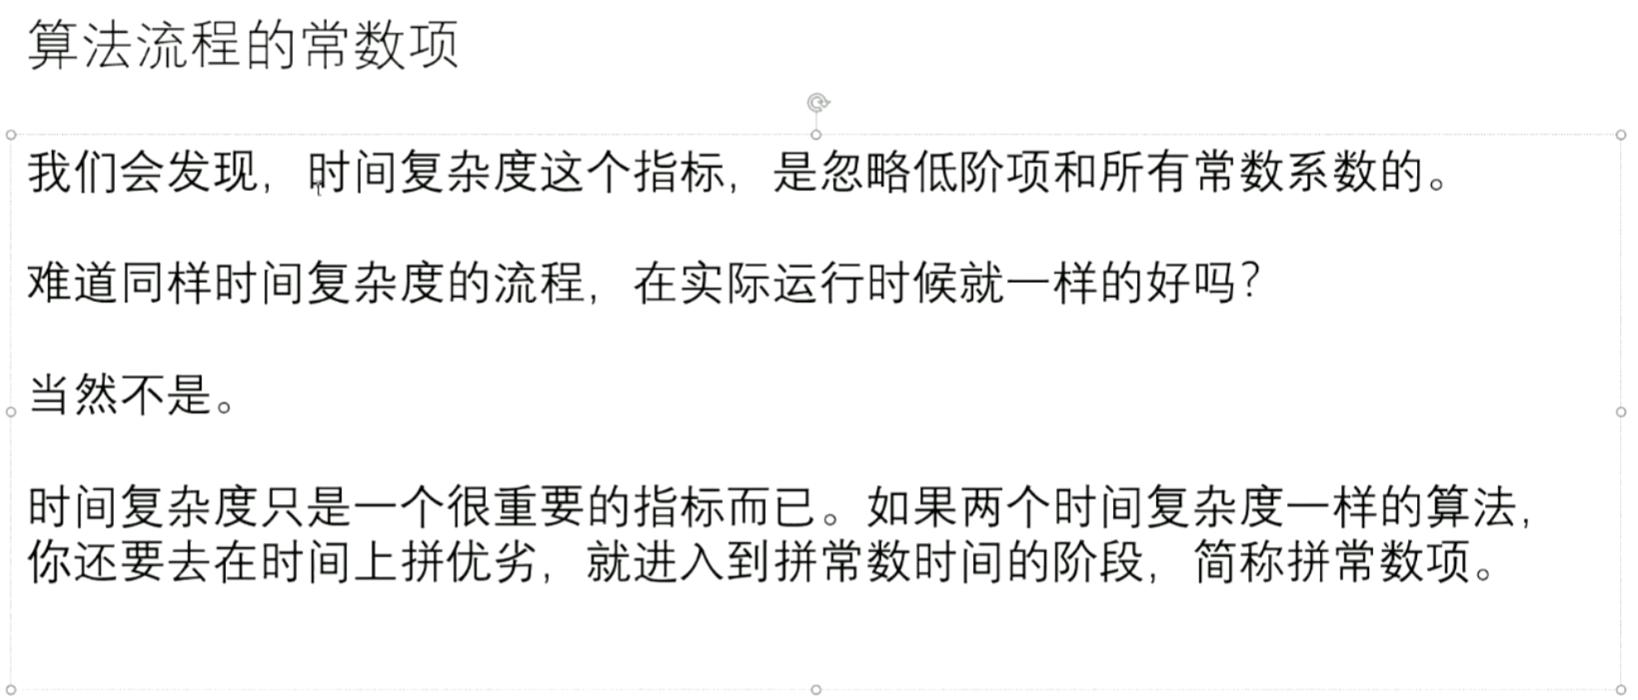 算法流程的常数项
我们会发现，时间复杂度这个指标，是忽略低阶项和所有常数系数的。
难道同样时间复杂度的流程，在实际运行时候就一样的好吗？
当然不是。
时间复杂度只是一个很重要的指标而已。如果两个时间复杂度一样的算法，
你还要去在时间上拼优劣，就进入到拼常数时间的阶段，简称拼常数项。